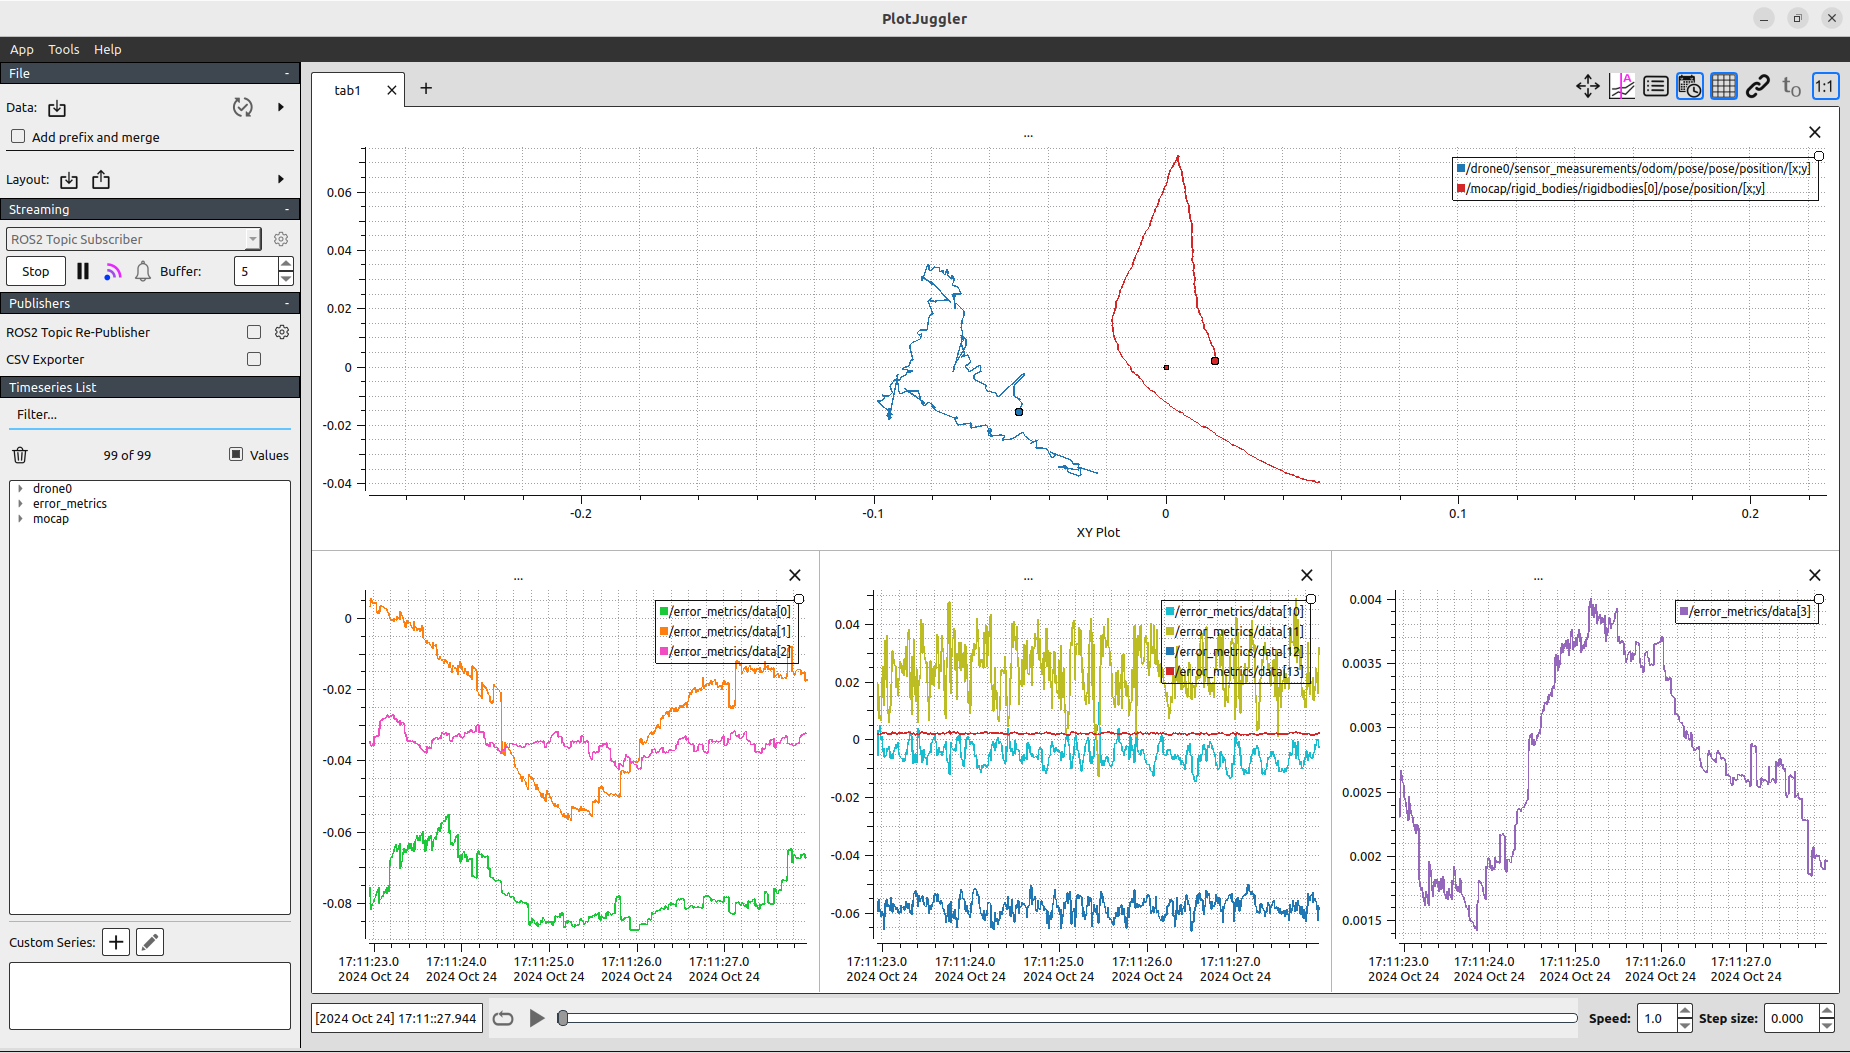 PlotJuggler
App Tools Help
File -
Data:
Add prefix and merge
Layout:
Streaming -
ROS2 Topic Subscriber
Stop Buffer: 5
Publishers -
ROS2 Topic Re-Publisher
CSV Exporter
Timeseries List
Filter...
99 of 99 Values
drone0
error_metrics
mocap
Custom Series:
tab1
A
t0 1:1
...
/drone0/sensor_measurements/odom/pose/pose/position/[x;y]
/mocap/rigid_bodies/rigidbodies[0]/pose/position/[x;y]
0.06
0.04
0.02
0
-0.02
-0.04
-0.2 -0.1 0 0.1 0.2
XY Plot
...
/error_metrics/data[0]
/error_metrics/data[1]
/error_metrics/data[2]
0
-0.02
-0.04
-0.06
-0.08
17:11:23.0 17:11:24.0 17:11:25.0 17:11:26.0 17:11:27.0
2024 Oct 24 2024 Oct 24 2024 Oct 24 2024 Oct 24 2024 Oct 24
...
/error_metrics/data[10]
/error_metrics/data[11]
/error_metrics/data[12]
/error_metrics/data[13]
0.04
0.02
0
-0.02
-0.04
-0.06
17:11:23.0 17:11:24.0 17:11:25.0 17:11:26.0 17:11:27.0
2024 Oct 24 2024 Oct 24 2024 Oct 24 2024 Oct 24 2024 Oct 24
...
/error_metrics/data[3]
0.004
0.0035
0.003
0.0025
0.002
0.0015
17:11:23.0 17:11:24.0 17:11:25.0 17:11:26.0 17:11:27.0
2024 Oct 24 2024 Oct 24 2024 Oct 24 2024 Oct 24 2024 Oct 24
[2024 Oct 24] 17:11::27.944
Speed: 1.0 Step size: 0.000